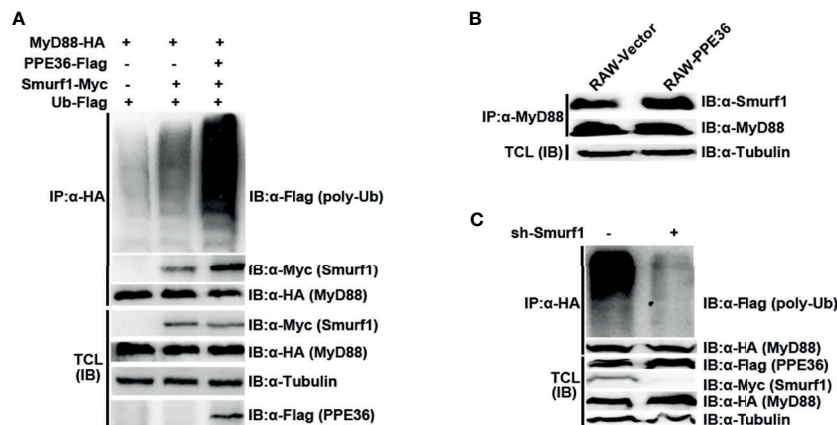 A
MyD88-HA + + +
PPE36-Flag - - +
Smurf1-Myc - + +
Ub-Flag + + +
IP:α-HA
IB:α-Flag (poly-Ub)
IB:α-Myc (Smurf1)
IB:α-HA (MyD88)
TCL
(IB)
IB:α-Myc (Smurf1)
IB:α-HA (MyD88)
IB:α-Tubulin
IB:α-Flag (PPE36)
B
RAW-Vector
RAW-PPE36
IP:α-MyD88
IB:α-Smurf1
IB:α-MyD88
TCL (IB)
IB:α-Tubulin
C
sh-Smurf1 - +
IP:α-HA
IB:α-Flag (poly-Ub)
IB:α-HA (MyD88)
TCL
(IB)
IB:α-Flag (PPE36)
IB:α-Myc (Smurf1)
IB:α-HA (MyD88)
IB:α-Tubulin